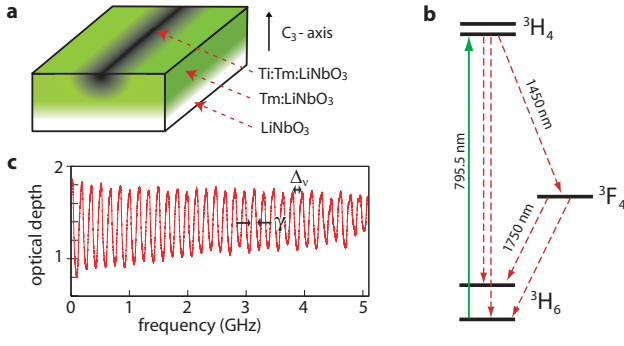 a
C₃- axis
Ti:Tm:LiNbO₃
Tm:LiNbO₃
LiNbO₃
b
³H₄
1450 nm
795.5 nm
³F₄
1750 nm
³H₆
c
2
1
optical depth
Δᵥ
γ
0 1 2 3 4 5
frequency (GHz)